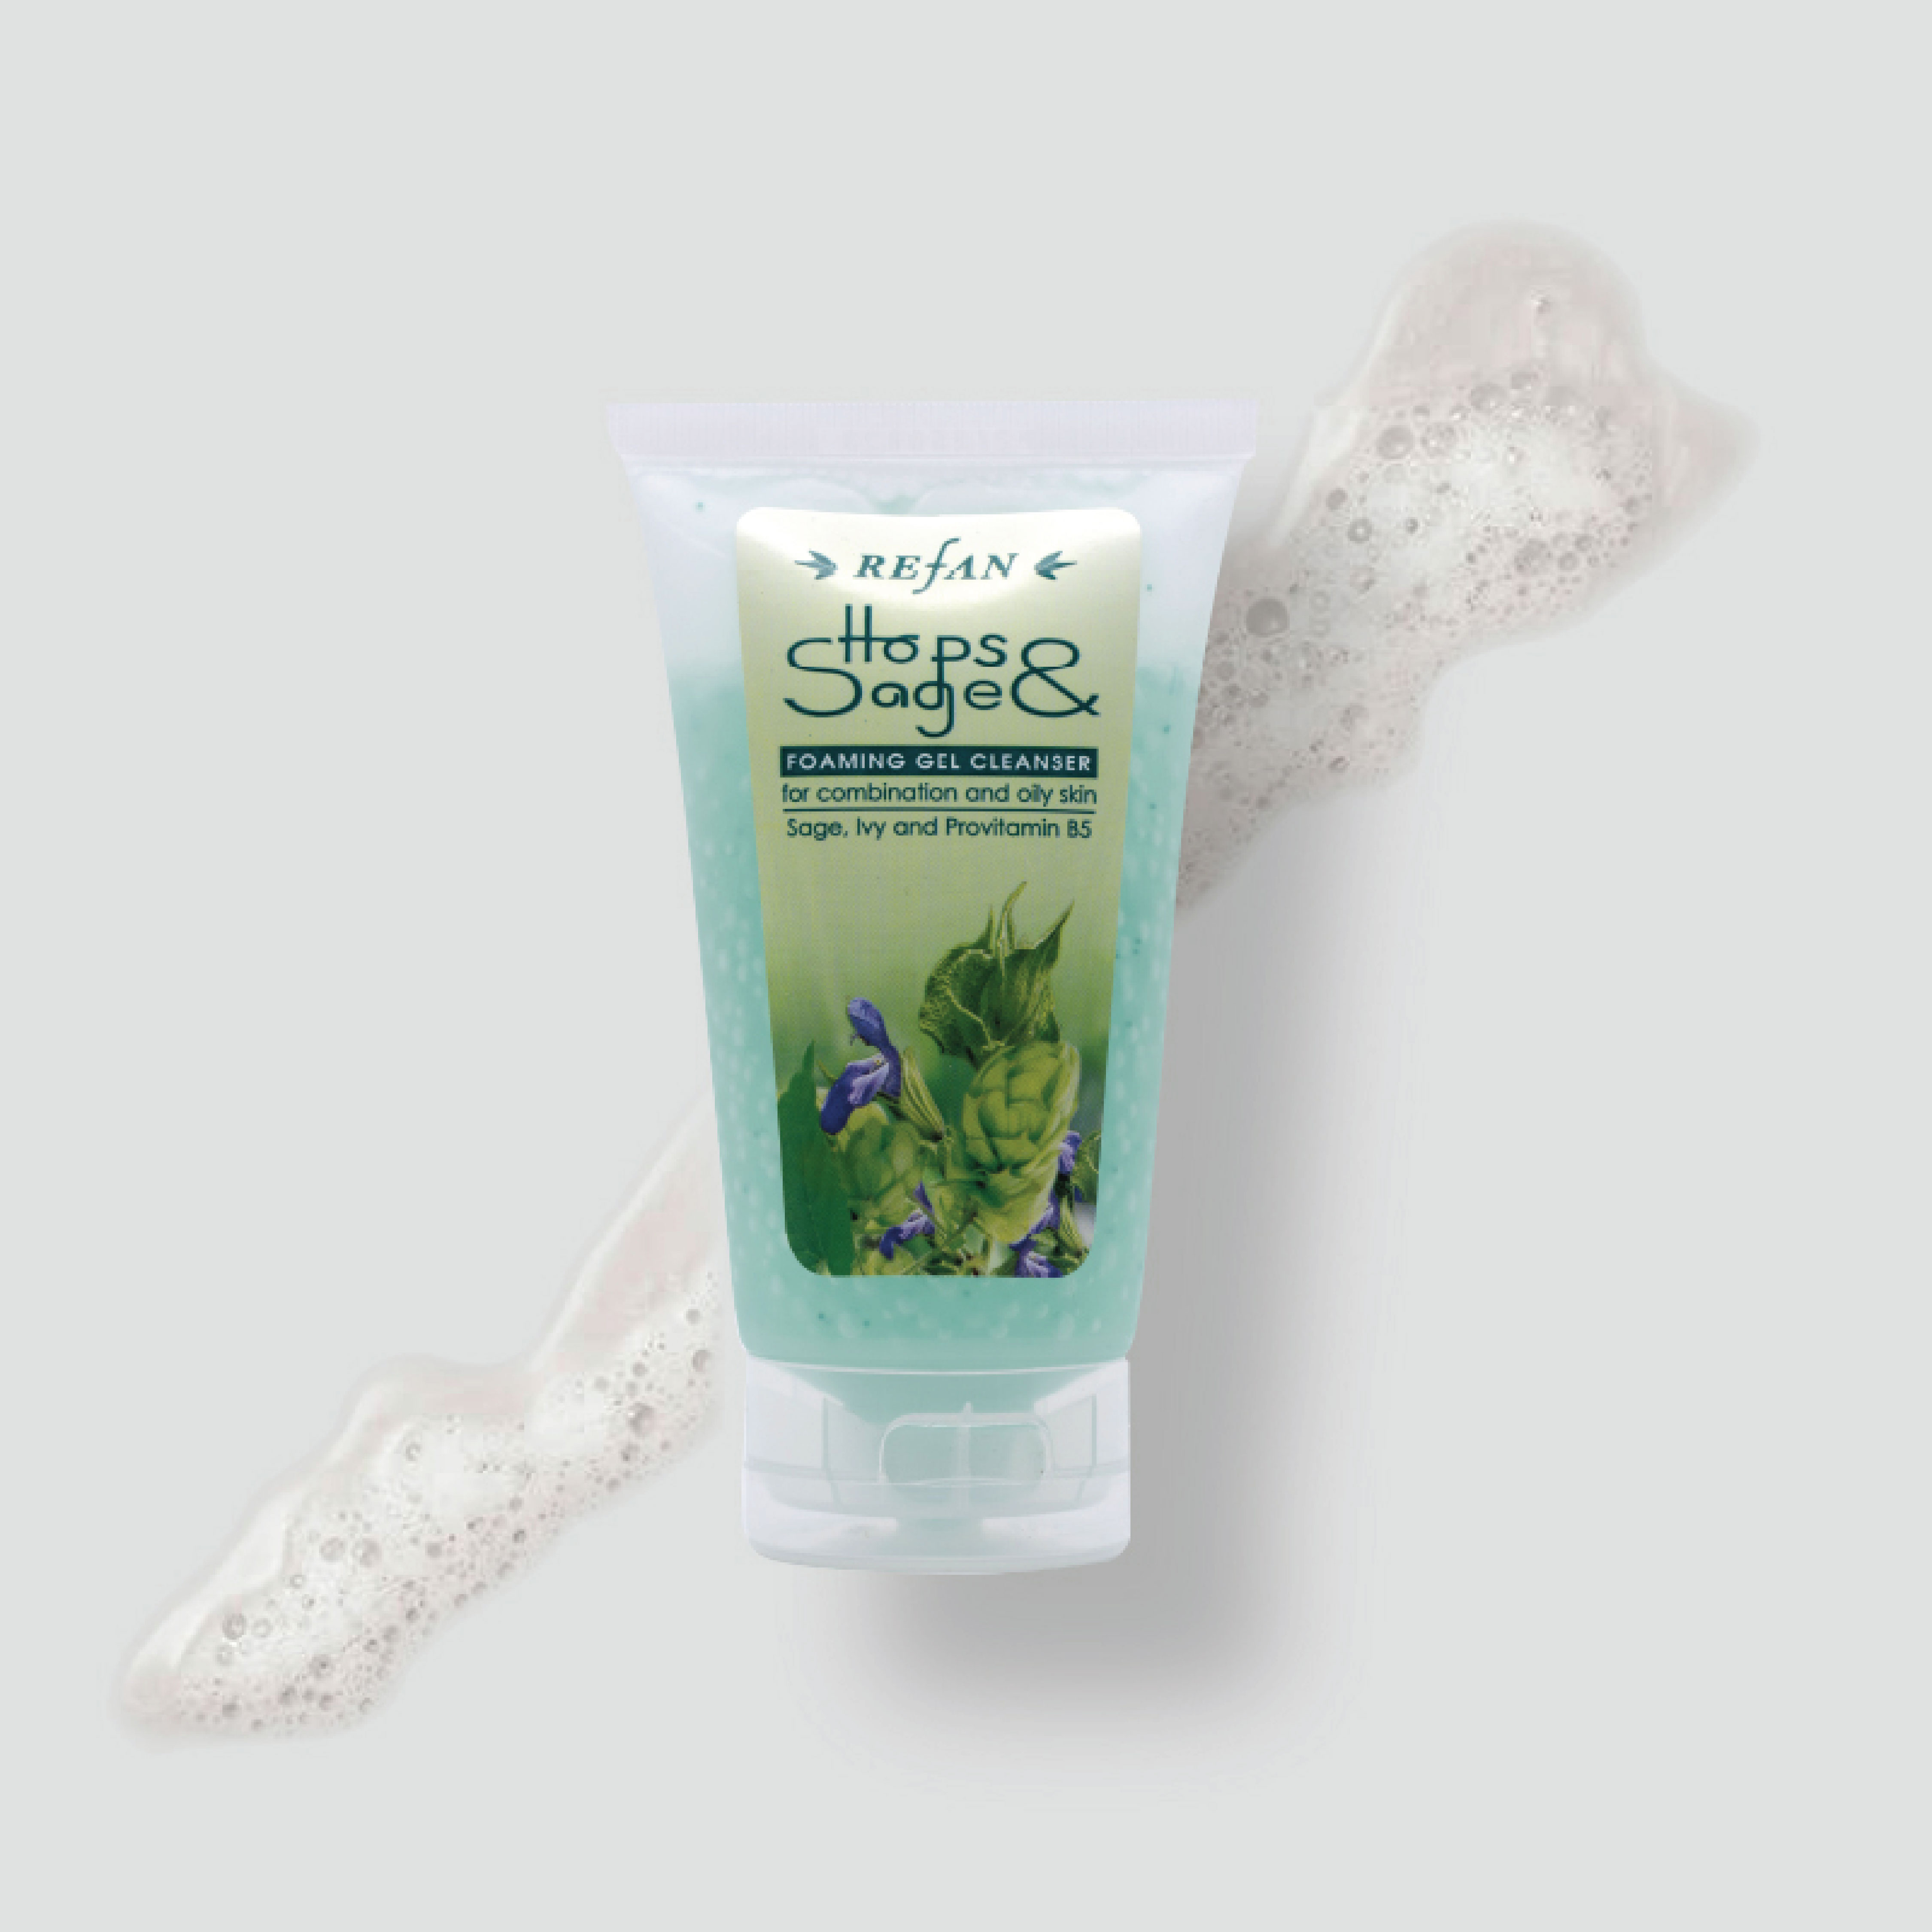 REFAN
Hops &
Sage
FOAMING GEL CLEANSER
for combination and oily skin
Sage, Ivy and Provitamin B5